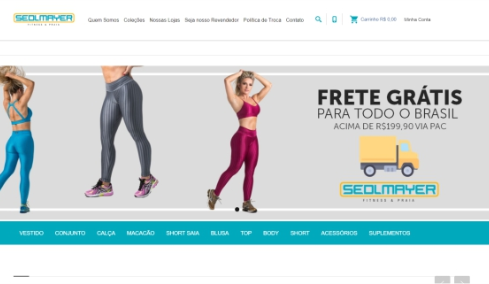 SEDLMAYER
FITNESS & PRAIA
Quem Somos Coleções Nossas Lojas Seja nosso Revendedor Política de Troca Contato
Carrinho R$ 0,00 Minha Conta
FRETE GRÁTIS
PARA TODO O BRASIL
ACIMA DE R$199,90 VIA PAC
SEDLMAYER
FITNESS & PRAIA
VESTIDO CONJUNTO CALÇA MACACÃO SHORT SAIA BLUSA TOP BODY SHORT ACESSÓRIOS SUPLEMENTOS